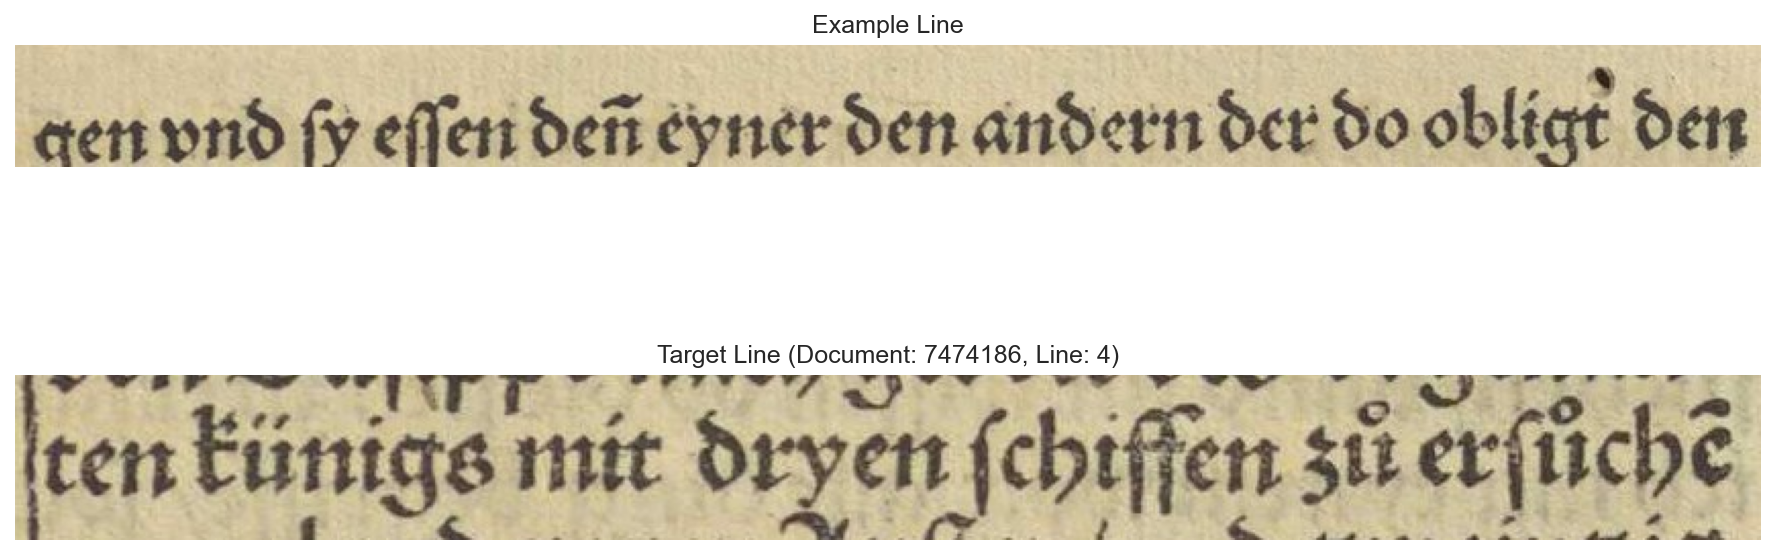 Example Line
gen vnd ſy eſſen deñ eyner den andern der do obligt den
Target Line (Document: 7474186, Line: 4)
ten künigs mit dryen ſchiffen zů erſůchē